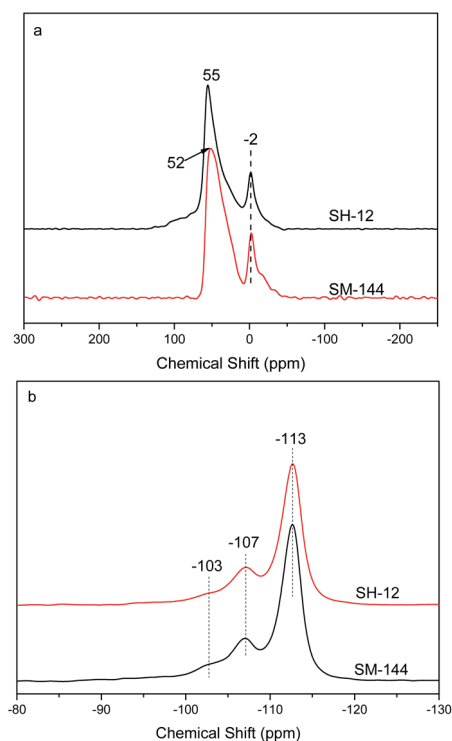 a
55
-2
52
SH-12
SM-144
300 200 100 0 -100 -200
Chemical Shift (ppm)
b
-113
-107
-103
SH-12
SM-144
-80 -90 -100 -110 -120 -130
Chemical Shift (ppm)